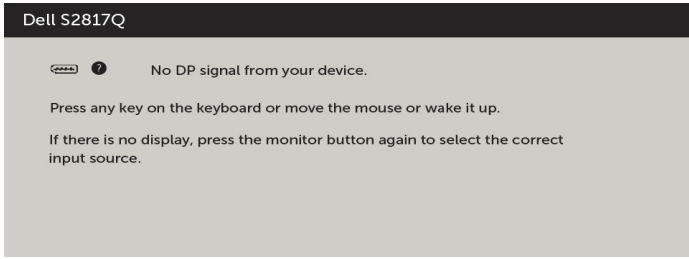 Dell S2817Q
? No DP signal from your device.
Press any key on the keyboard or move the mouse or wake it up.
If there is no display, press the monitor button again to select the correct
input source.